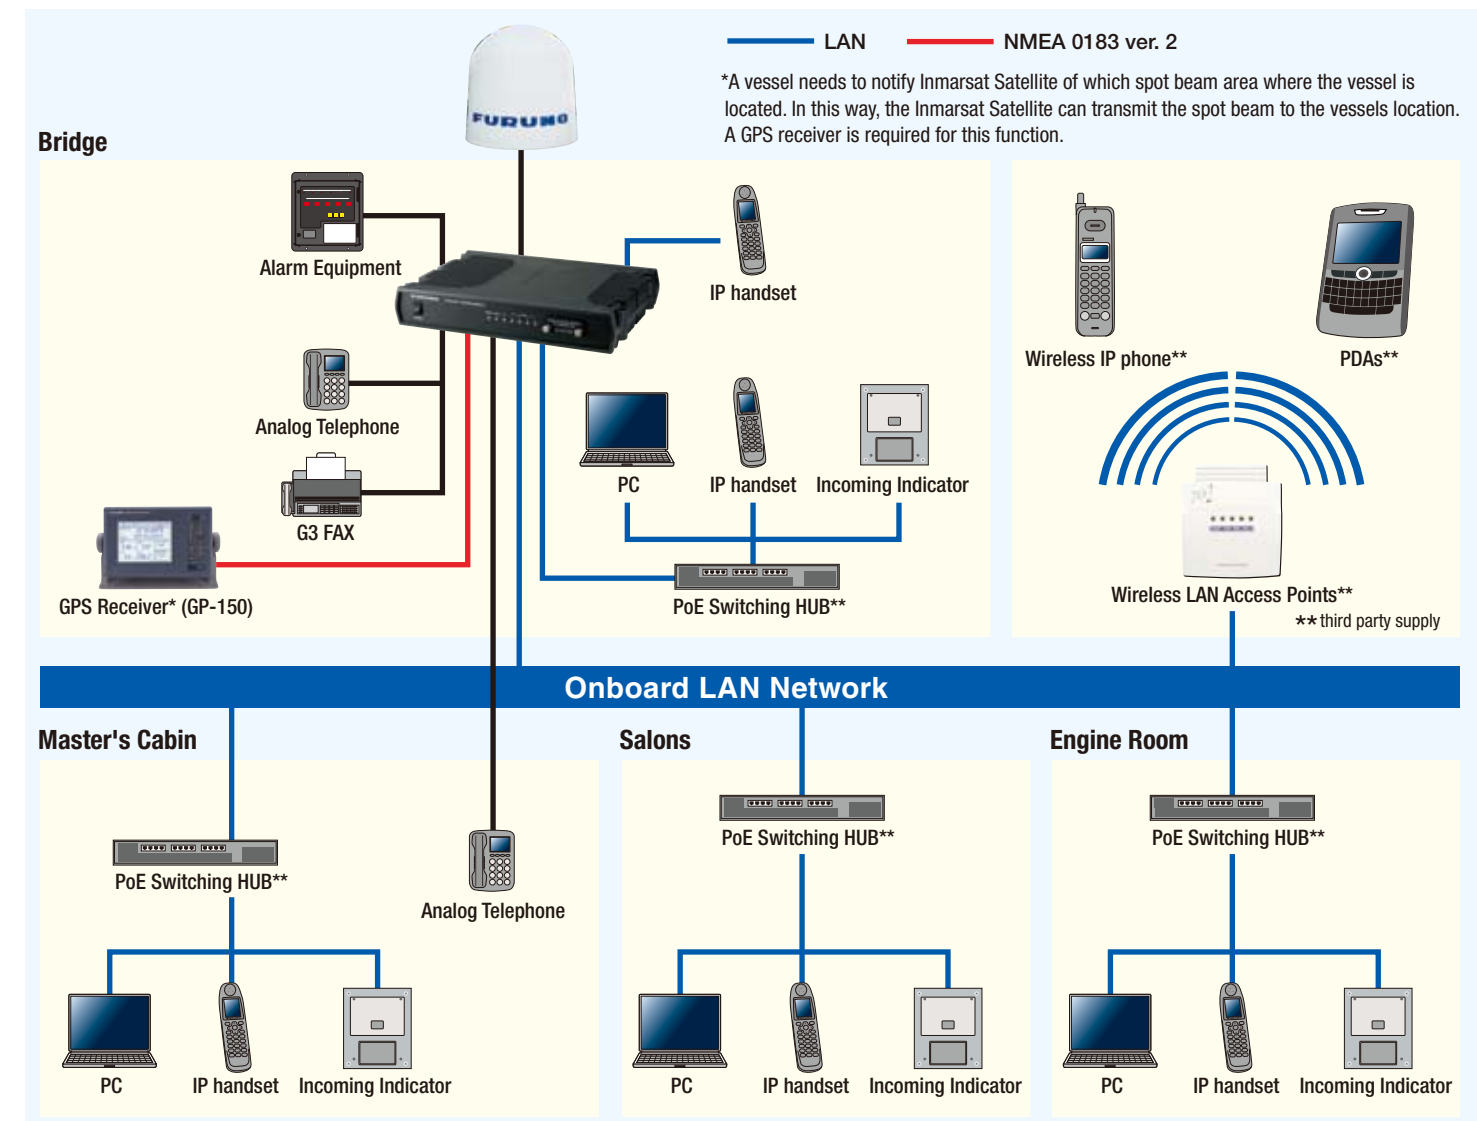 LAN
NMEA 0183 ver. 2
*A vessel needs to notify Inmarsat Satellite of which spot beam area where the vessel is
located. In this way, the Inmarsat Satellite can transmit the spot beam to the vessels location.
A GPS receiver is required for this function.
FURUNO
Bridge
Alarm Equipment
IP handset
Analog Telephone
G3 FAX
GPS Receiver* (GP-150)
PC
IP handset
Incoming Indicator
PoE Switching HUB**
Wireless IP phone**
PDAs**
Wireless LAN Access Points**
**third party supply
Onboard LAN Network
Master's Cabin
PoE Switching HUB**
Analog Telephone
PC
IP handset
Incoming Indicator
Salons
PoE Switching HUB**
PC
IP handset
Incoming Indicator
Engine Room
PoE Switching HUB**
PC
IP handset
Incoming Indicator